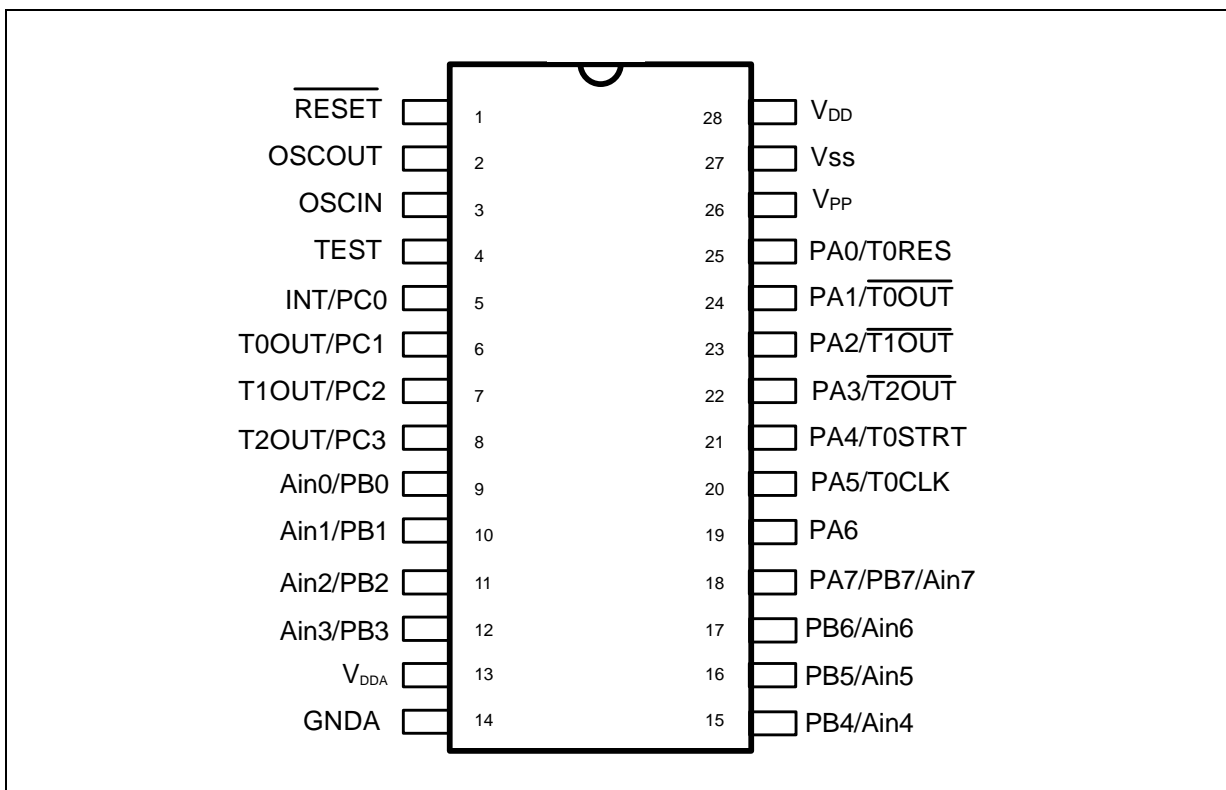 RESET 1 28 VDD
OSCOUT 2 27 Vss
OSCIN 3 26 VPP
TEST 4 25 PA0/T0RES
INT/PC0 5 24 PA1/T0OUT
T0OUT/PC1 6 23 PA2/T1OUT
T1OUT/PC2 7 22 PA3/T2OUT
T2OUT/PC3 8 21 PA4/T0STRT
Ain0/PB0 9 20 PA5/T0CLK
Ain1/PB1 10 19 PA6
Ain2/PB2 11 18 PA7/PB7/Ain7
Ain3/PB3 12 17 PB6/Ain6
VDDA 13 16 PB5/Ain5
GNDA 14 15 PB4/Ain4